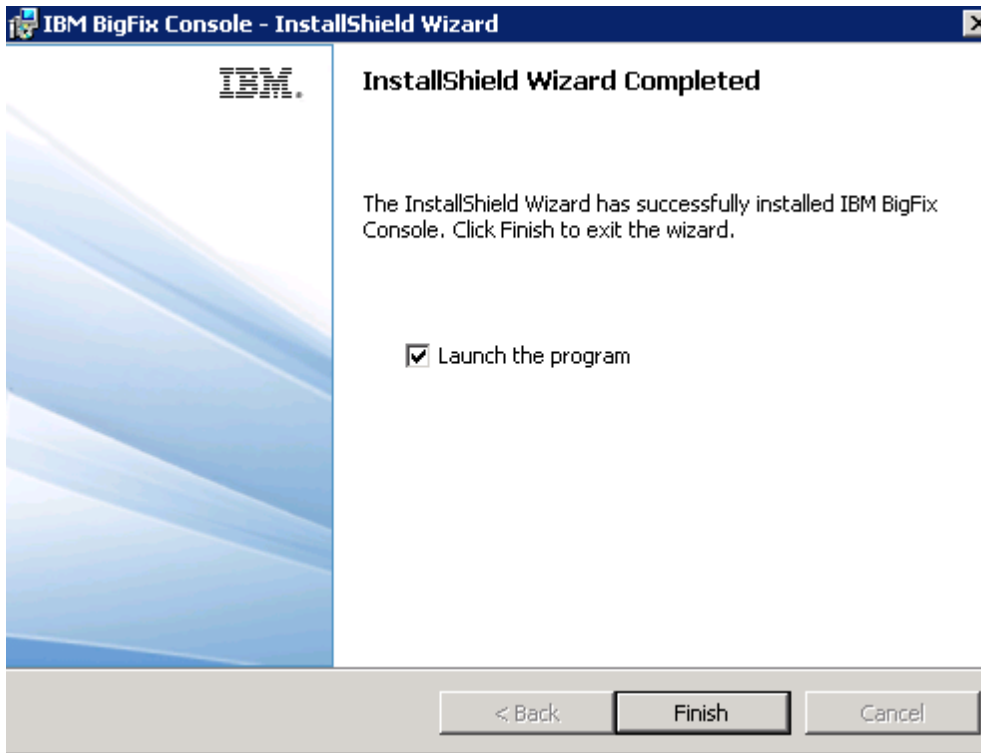 IBM BigFix Console - InstallShield Wizard
IBM.
InstallShield Wizard Completed
The InstallShield Wizard has successfully installed IBM BigFix
Console. Click Finish to exit the wizard.
Launch the program
< Back
Finish
Cancel